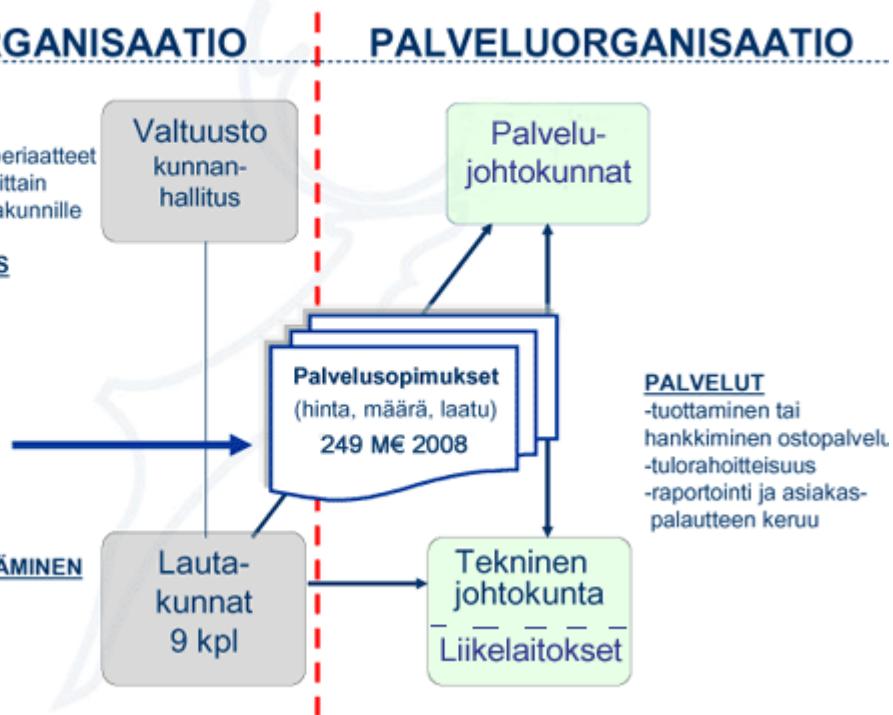 RGANISAATIO
PALVELUORGANISAATIO
eriaatteet
ittain
akunnille
S
Valtuusto
kunnan-
hallitus
Palvelu-
johtokunnat
Palvelusopimukset
(hinta, määrä, laatu)
249 M€ 2008
PALVELUT
-tuottaminen tai
hankkiminen ostopalvelu
-tulorahoitteisuus
-raportointi ja asiakas-
palautteen keruu
ÄMINEN
Lauta-
kunnat
9 kpl
Tekninen
johtokunta
Liikelaitokset